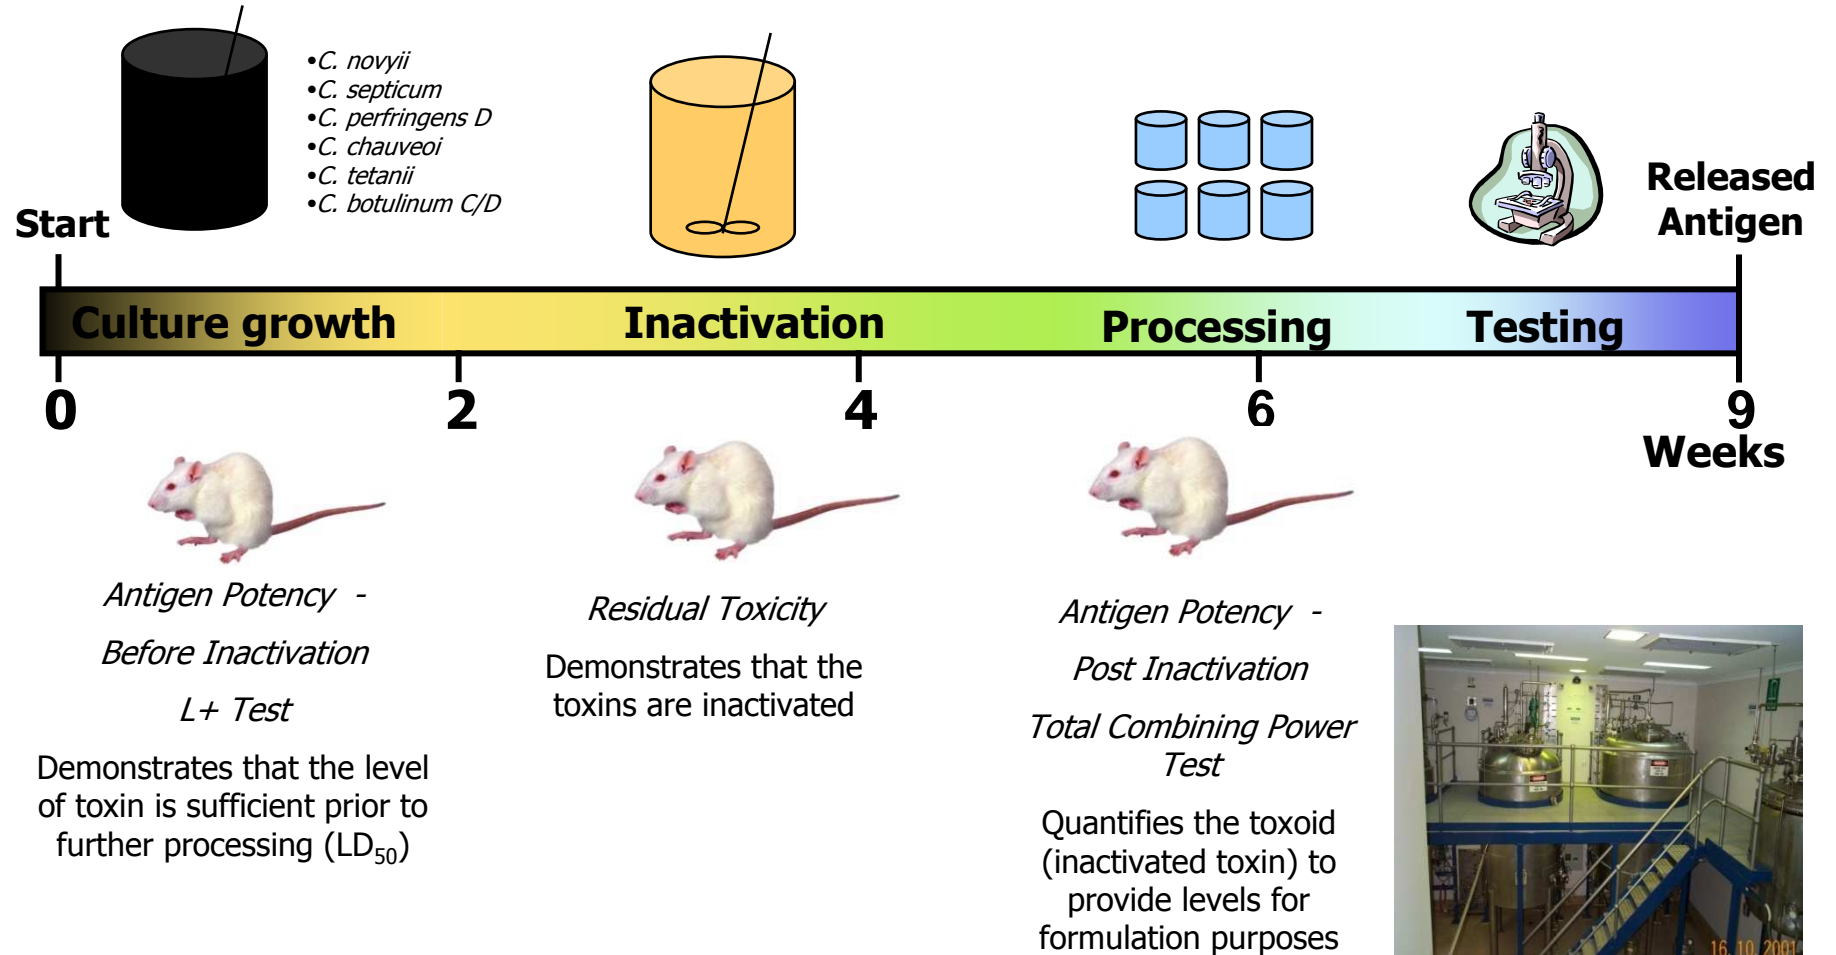 •C. novyii
•C. septicum
•C. perfringens D
•C. chauveoi
•C. tetanii
•C. botulinum C/D
Start
Released
Antigen
Culture growth
Inactivation
Processing
Testing
0
2
4
6
9
Weeks
Antigen Potency -
Before Inactivation
L+ Test
Demonstrates that the level
of toxin is sufficient prior to
further processing (LD50)
Residual Toxicity
Demonstrates that the
toxins are inactivated
Antigen Potency -
Post Inactivation
Total Combining Power
Test
Quantifies the toxoid
(inactivated toxin) to
provide levels for
formulation purposes
16.10.2001